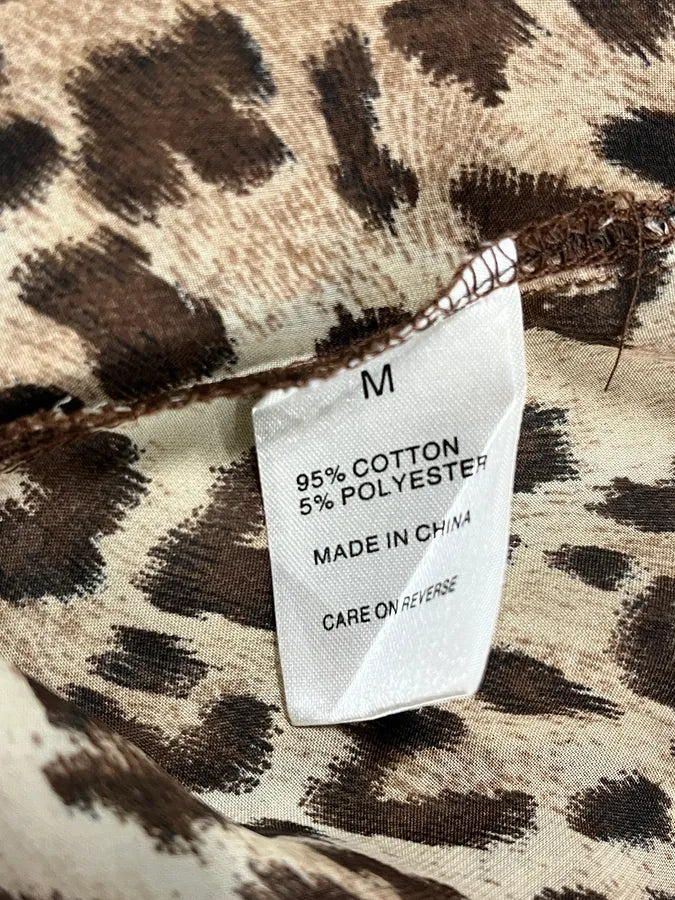 M
95% COTTON
5% POLYESTER
MADE IN CHINA
CARE ON REVERSE